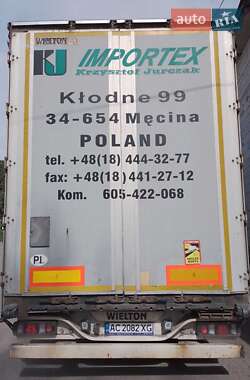 auto RIA
WIELTON
KJ IMPORTEX
Krzysztof Jurczak
Kłodne 99
34-654 Męcina
POLAND
tel. +48(18) 444-32-77
fax: +48(18) 441-27-12
Kom. 605-422-068
PL
WIELTON
AC 2082 XG